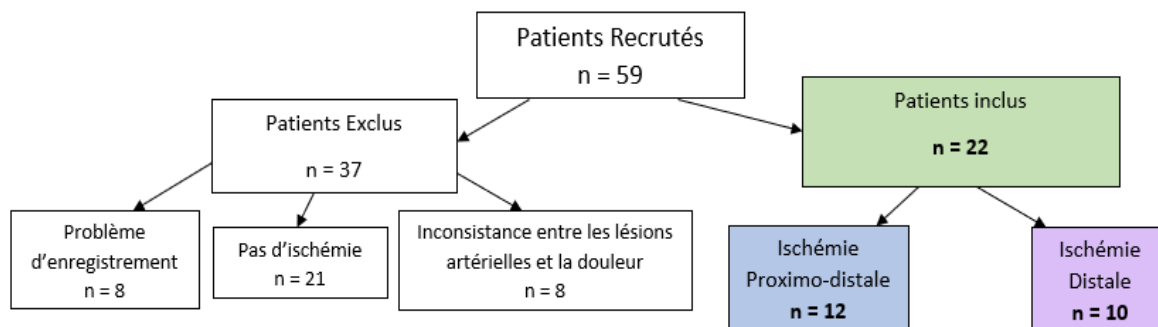 Patients Recrutés
n = 59
Patients Exclus
n = 37
Patients inclus
n = 22
Problème
d'enregistrement
n = 8
Pas d'ischémie
n = 21
Inconsistance entre les lésions
artérielles et la douleur
n = 8
Ischémie
Proximo-distale
n = 12
Ischémie
Distale
n = 10